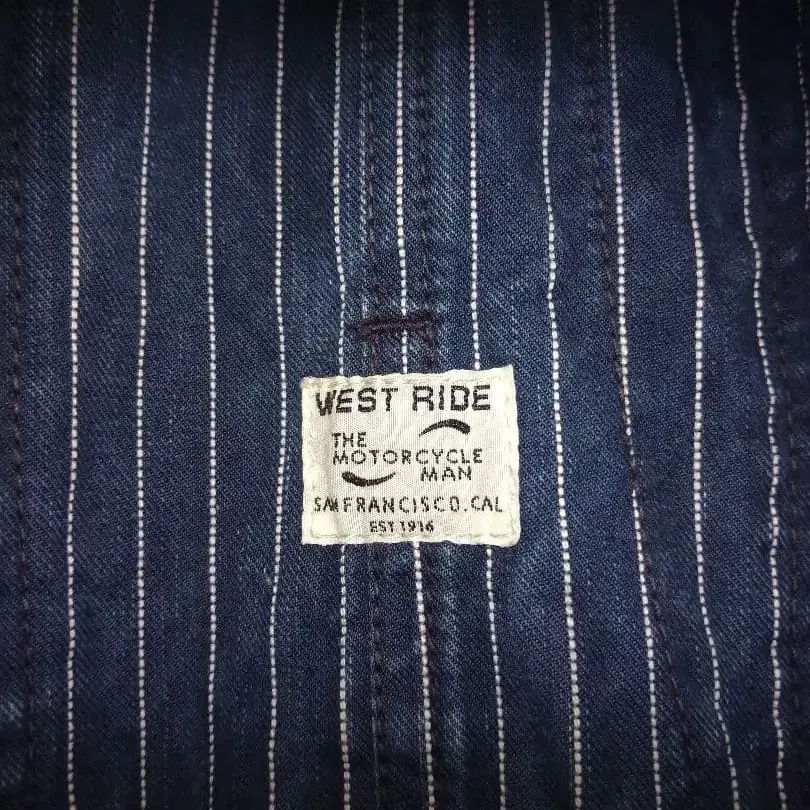 WEST RIDE
THE
MOTORCYCLE
MAN
SAN FRANCISCO. CAL
EST 1916